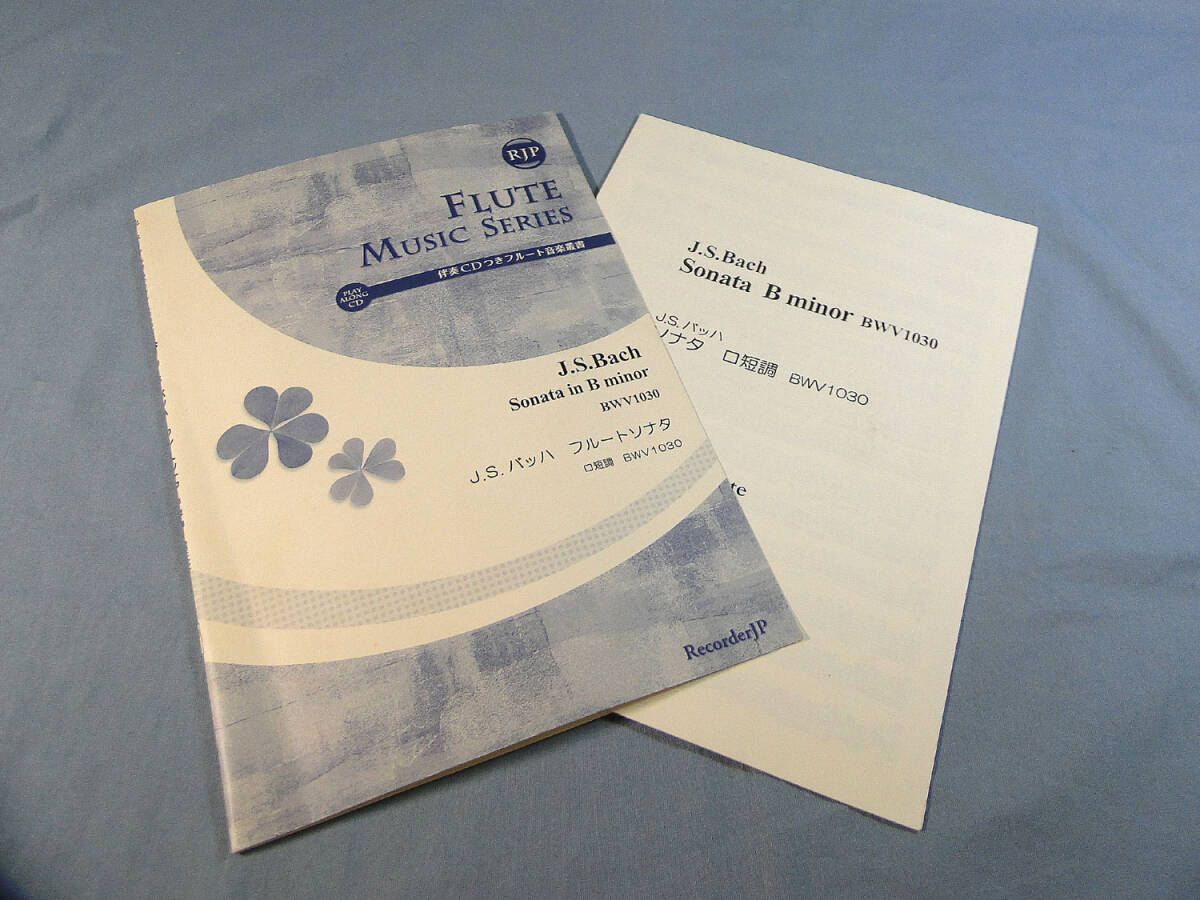 RJP
FLUTE
MUSIC SERIES
伴奏CDつきフルート音楽叢書
PLAY
ALONG
CD
J.S.Bach
Sonata in B minor
BWV1030
J.S.バッハ フルートソナタ
ロ短調 BWV1030
RecorderJP
J.S.Bach
Sonata B minor BWV1030
J.S.バッハ
ソナタ ロ短調 BWV1030
te